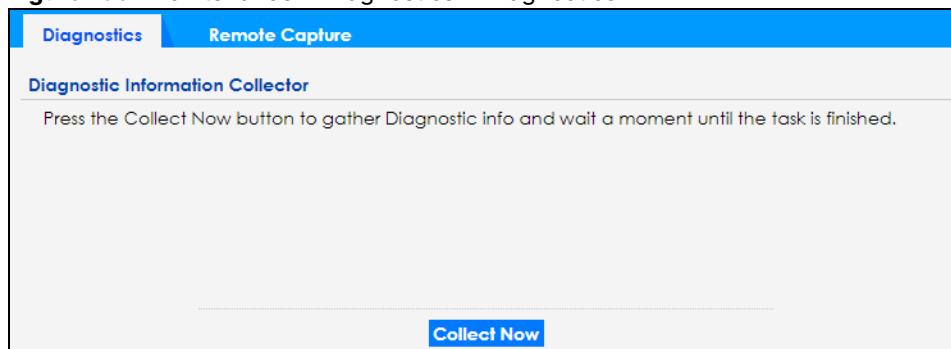 Diagnostics Remote Capture
Diagnostic Information Collector
Press the Collect Now button to gather Diagnostic info and wait a moment until the task is finished.
Collect Now